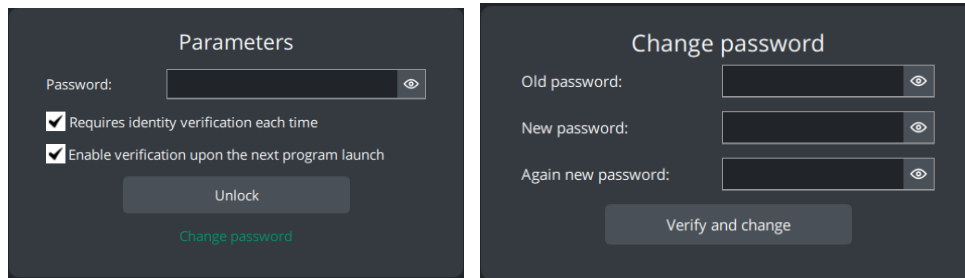 Parameters
Password:
Requires identity verification each time
Enable verification upon the next program launch
Unlock
Change password
Change password
Old password:
New password:
Again new password:
Verify and change